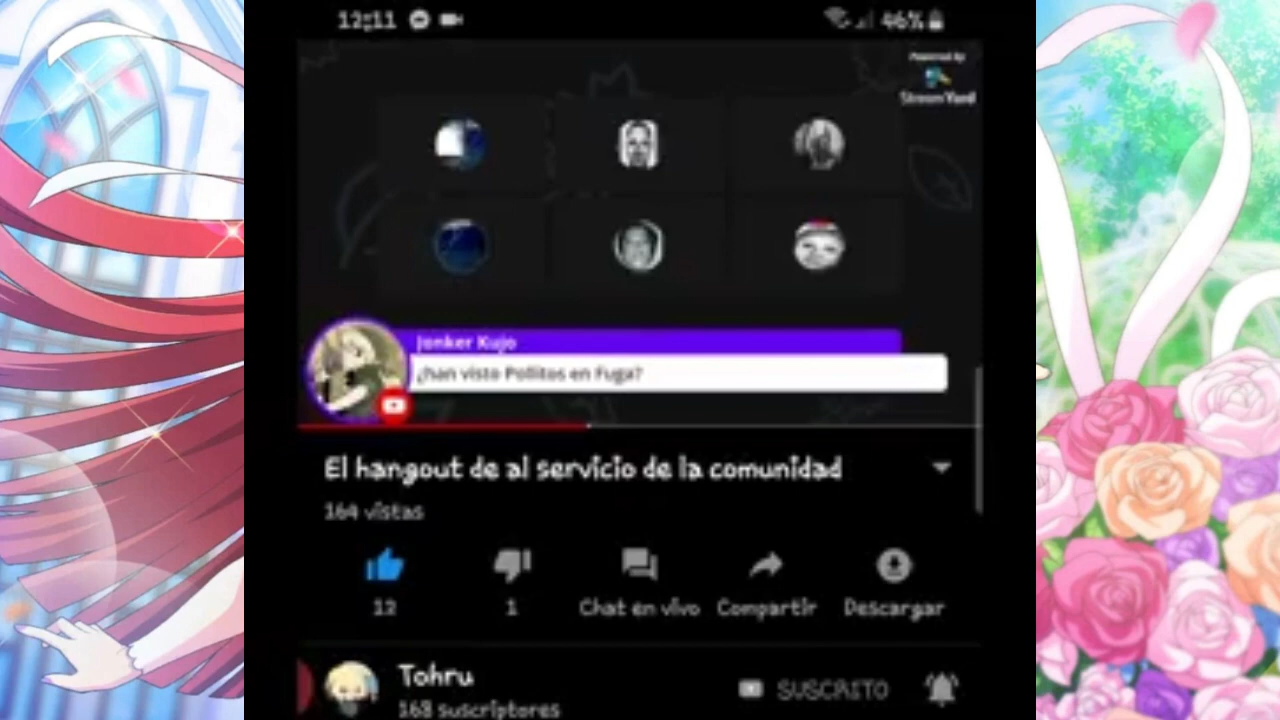 12:11
46%
Powered by
StreamYard
Jonker Kujo
¿han visto Pollitos en Fuga?
El hangout de al servicio de la comunidad
164 vistas
12
1
Chat en vivo
Compartir
Descargar
Tohru
SUSCRITO
168 suscriptores